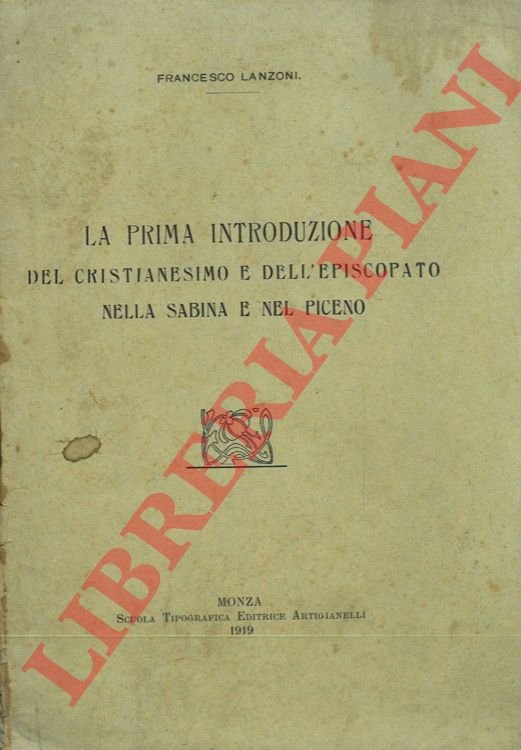 FRANCESCO LANZONI.
LA PRIMA INTRODUZIONE
DEL CRISTIANESIMO E DELL'EPISCOPATO
NELLA SABINA E NEL PICENO
MONZA
SCUOLA TIPOGRAFICA EDITRICE ARTIGIANELLI
1919
LIBRERIA PIANI